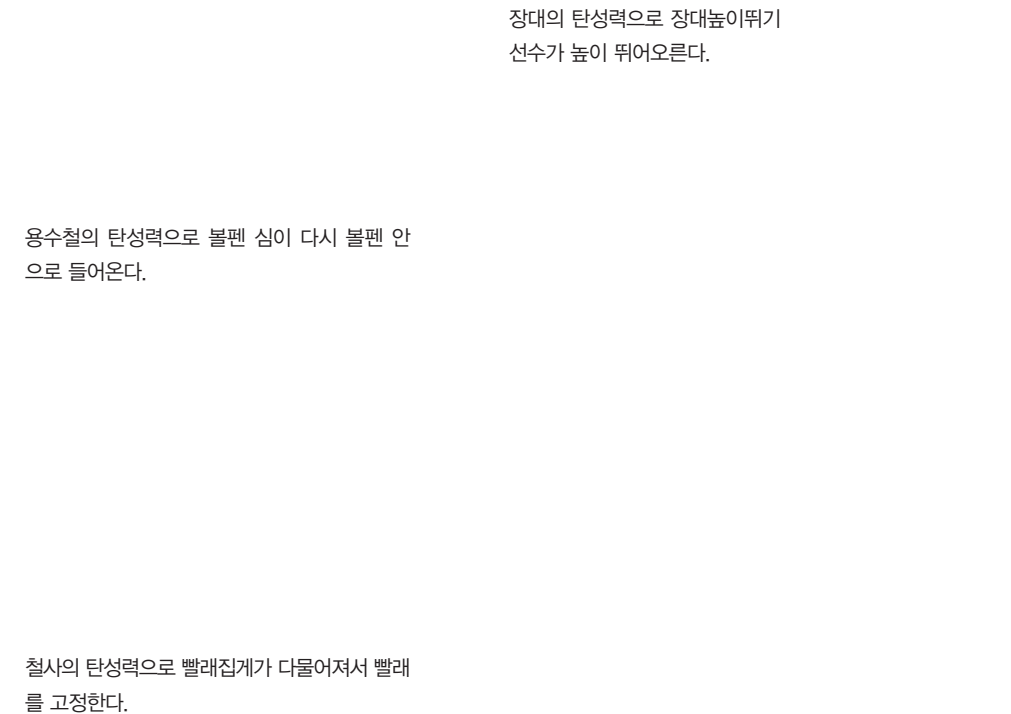 장대의 탄성력으로 장대높이뛰기
선수가 높이 뛰어오른다.
용수철의 탄성력으로 볼펜 심이 다시 볼펜 안
으로 들어온다.
철사의 탄성력으로 빨래집게가 다물어져서 빨래
를 고정한다.